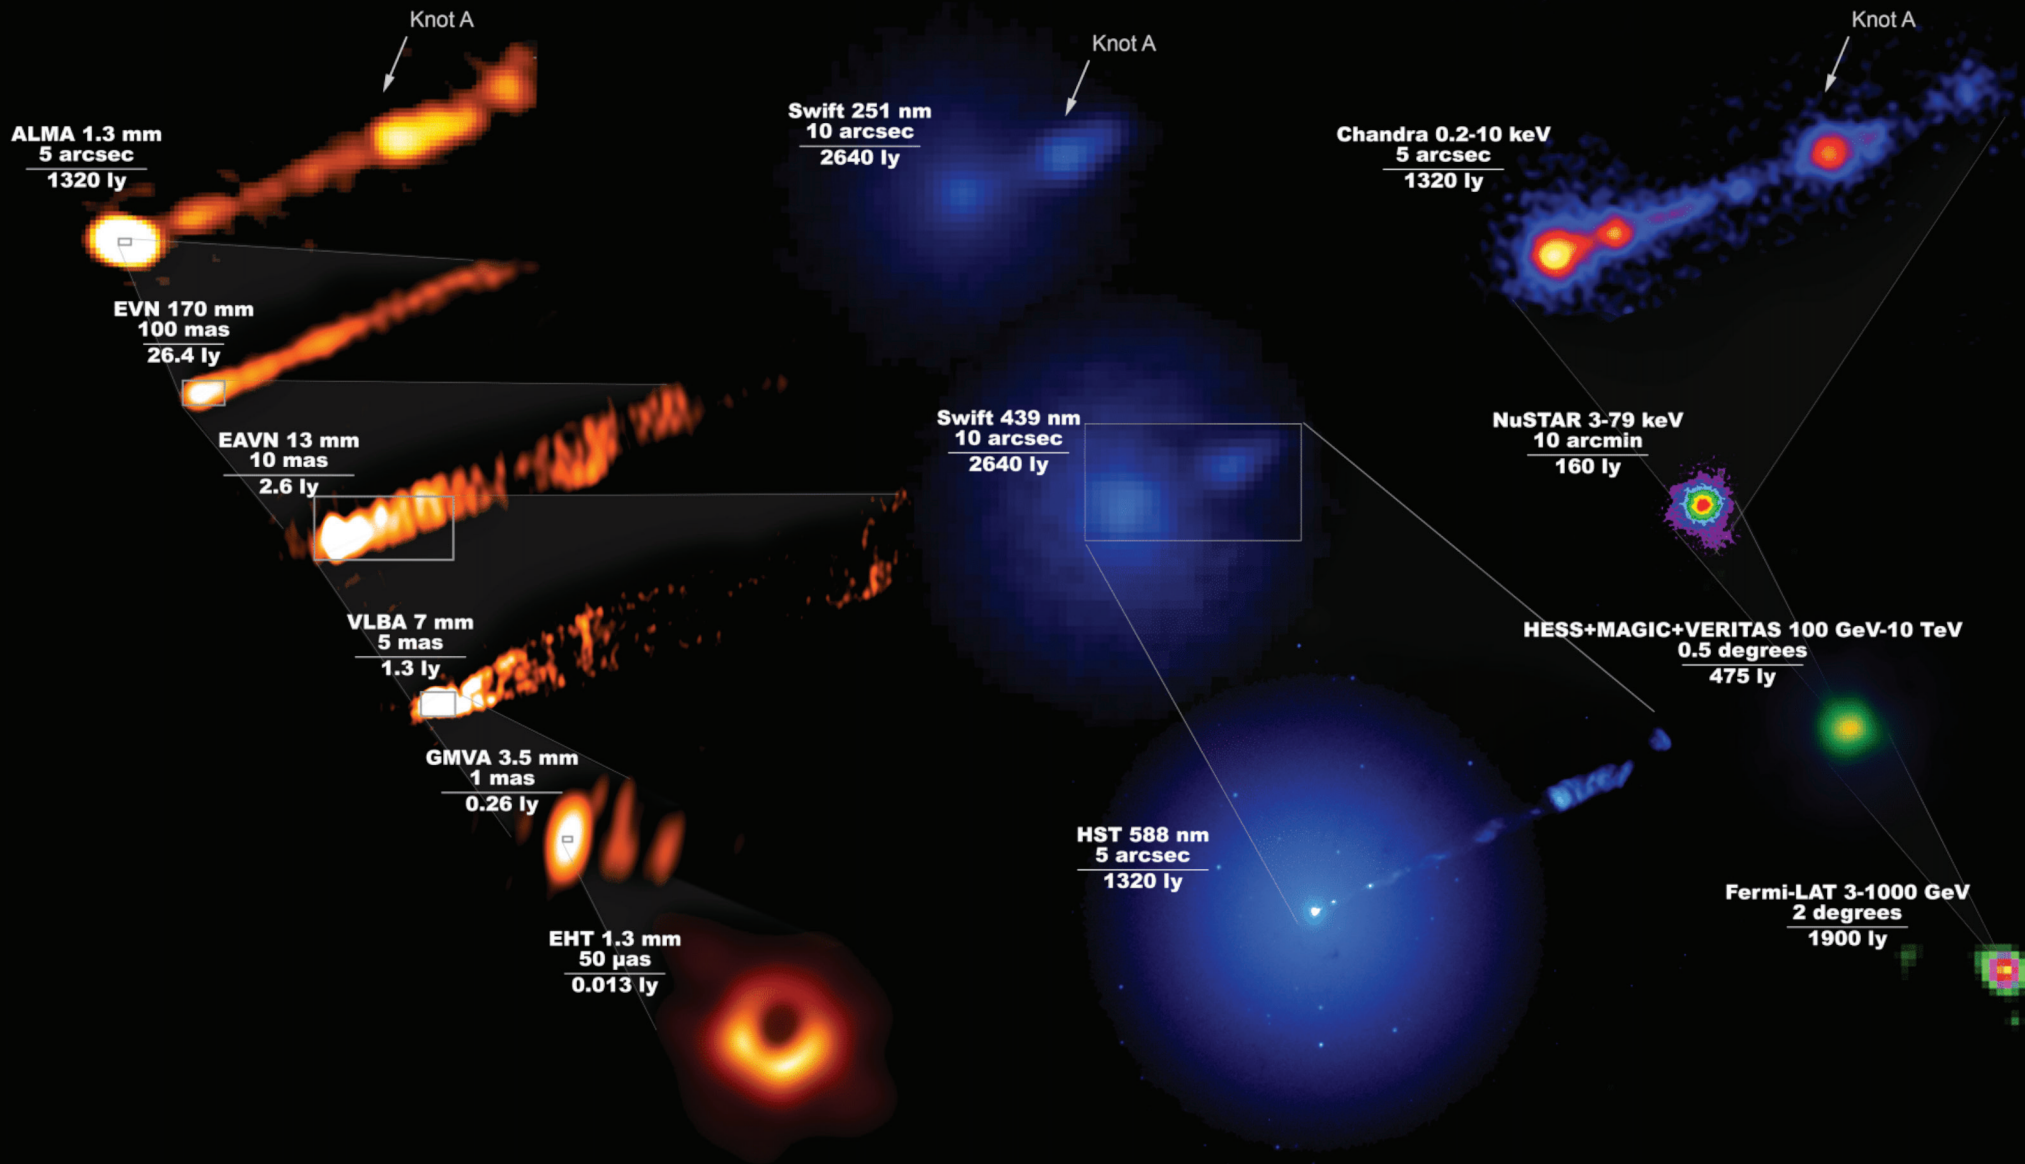 Knot A
ALMA 1.3 mm
5 arcsec
1320 ly
EVN 170 mm
100 mas
26.4 ly
EAVN 13 mm
10 mas
2.6 ly
VLBA 7 mm
5 mas
1.3 ly
GMVA 3.5 mm
1 mas
0.26 ly
EHT 1.3 mm
50 µas
0.013 ly
Knot A
Swift 251 nm
10 arcsec
2640 ly
Swift 439 nm
10 arcsec
2640 ly
HST 588 nm
5 arcsec
1320 ly
Knot A
Chandra 0.2-10 keV
5 arcsec
1320 ly
NuSTAR 3-79 keV
10 arcmin
160 ly
HESS+MAGIC+VERITAS 100 GeV-10 TeV
0.5 degrees
475 ly
Fermi-LAT 3-1000 GeV
2 degrees
1900 ly